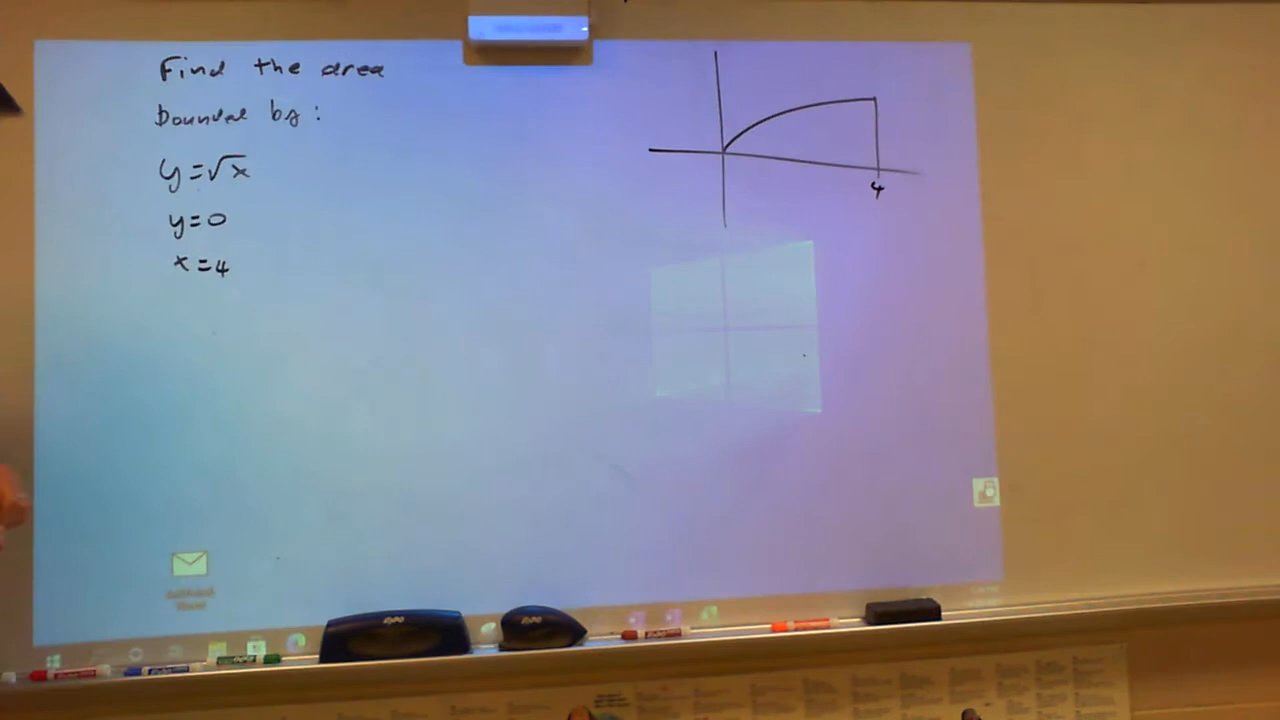 Find the area
bounded by:
y=√x
y=0
x=4
4